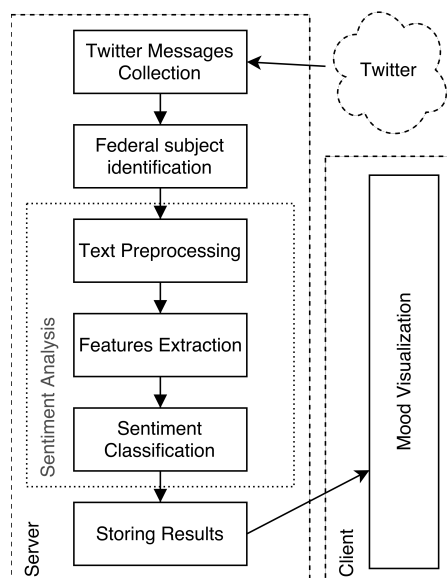 Twitter Messages
Collection
Twitter
Federal subject
identification
Text Preprocessing
Features Extraction
Sentiment
Classification
Sentiment Analysis
Storing Results
Server
Mood Visualization
Client